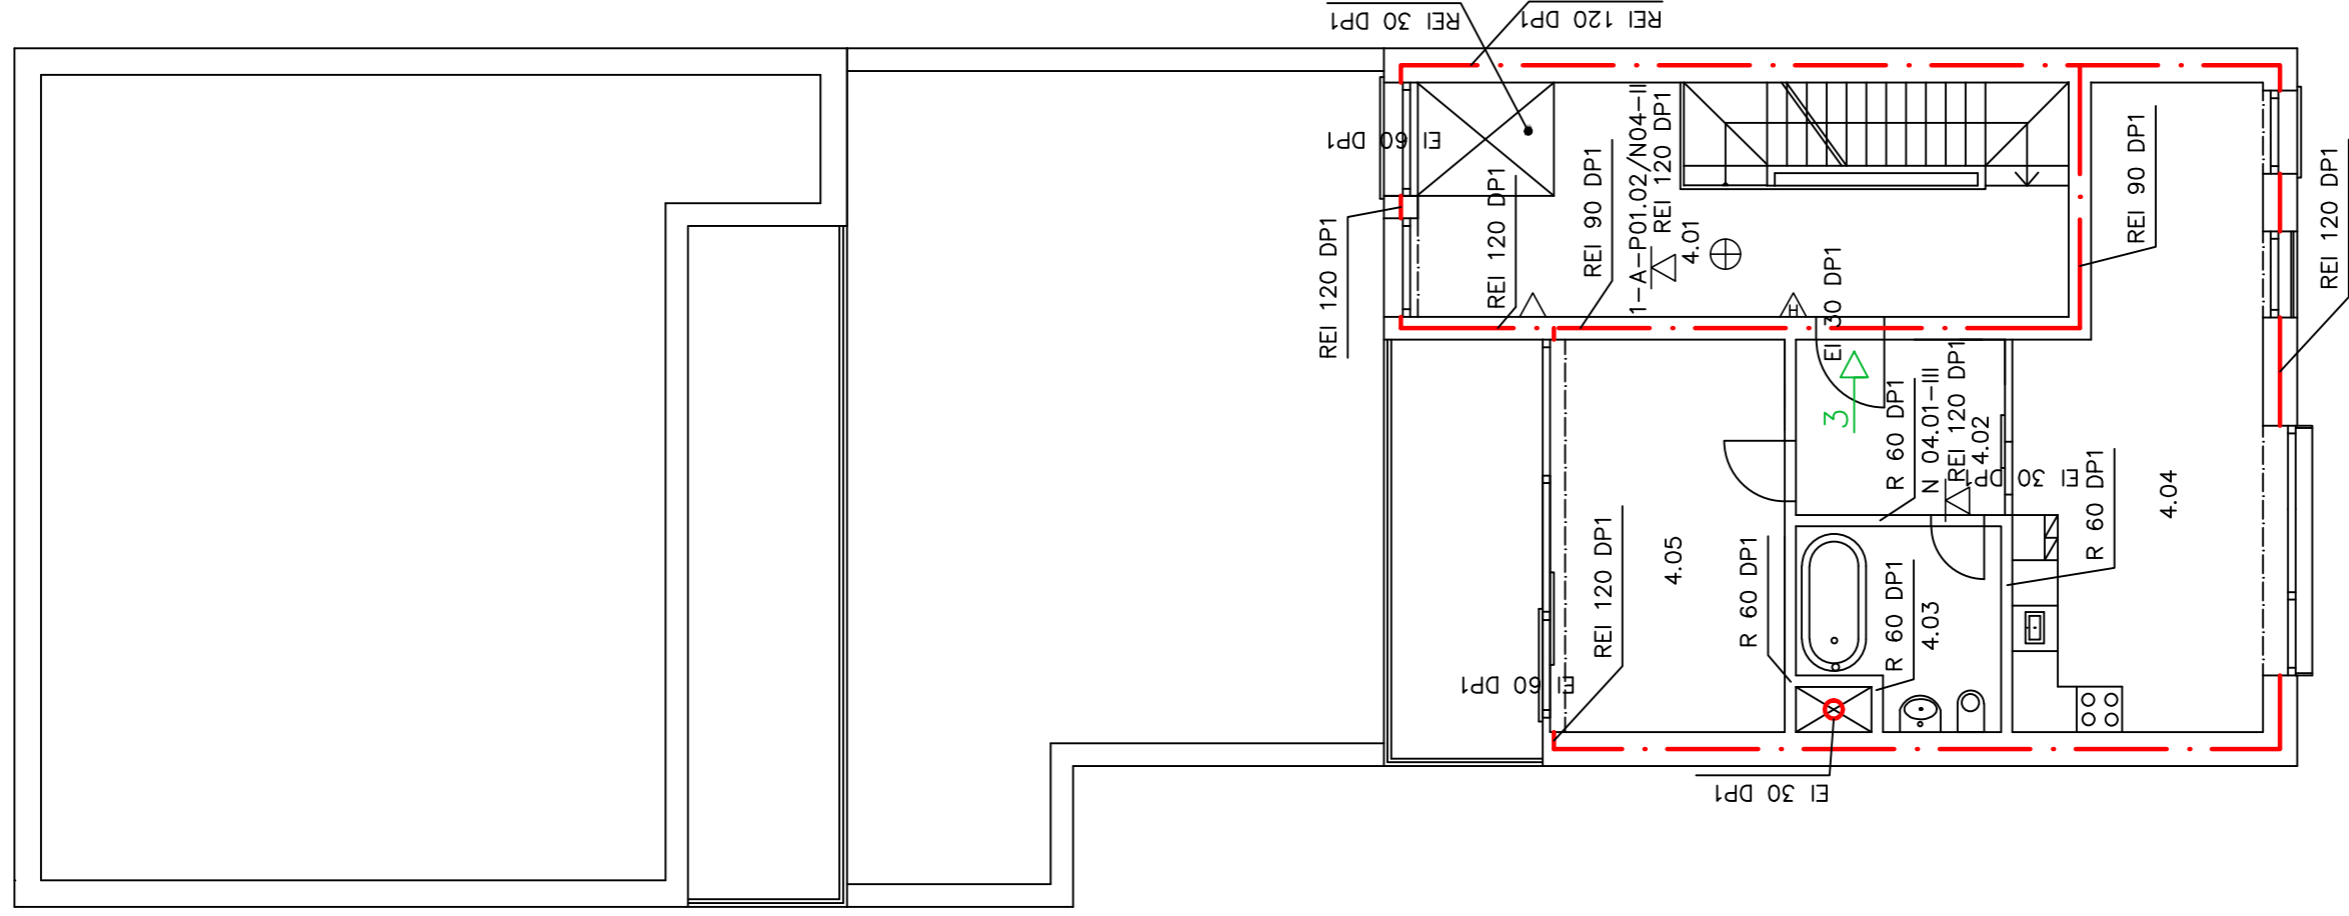 REI 30 DP1
REI 120 DP1
EI 60 DP1
REI 120 DP1
REI 120 DP1
REI 90 DP1
1-A-P01.02/N04-II
REI 120 DP1
4.01
H
EI 30 DP1
REI 90 DP1
REI 120 DP1
3
R 60 DP1
N 04.01-III
REI 120 DP1
4.02
EI 30 DP1
R 60 DP1
4.04
REI 120 DP1
4.05
R 60 DP1
R 60 DP1
4.03
EI 60 DP1
EI 30 DP1